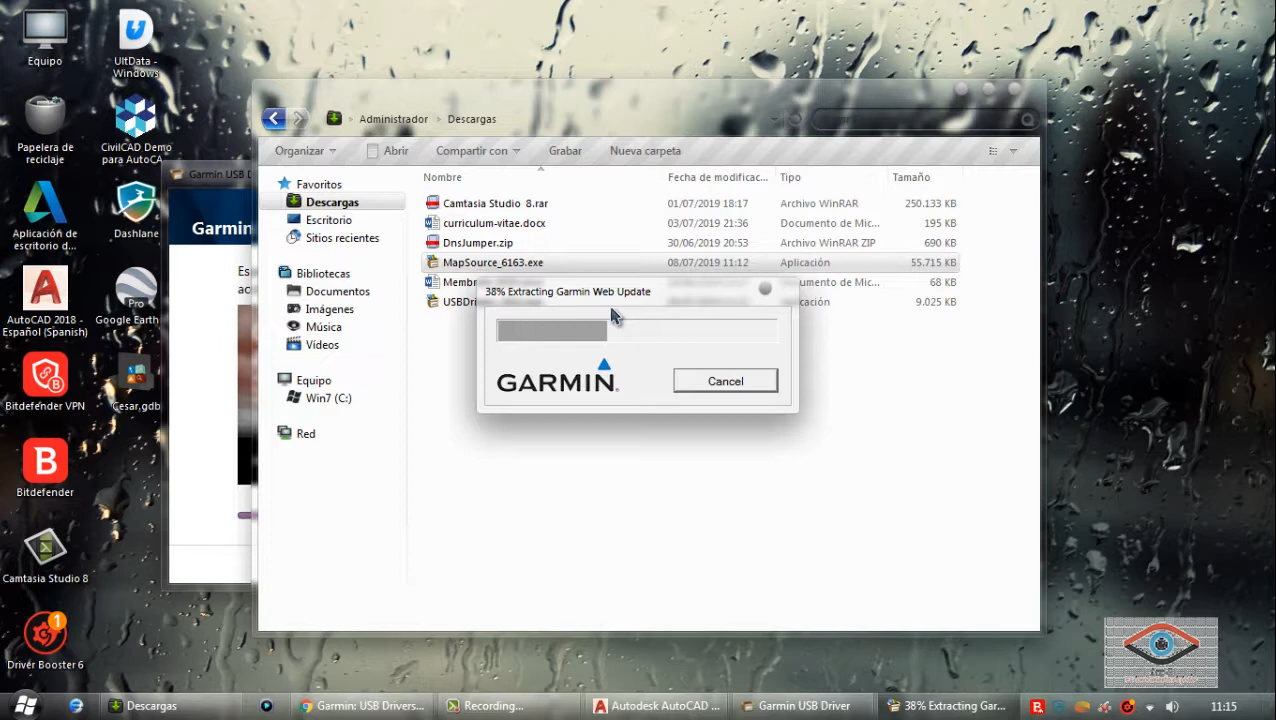 Equipo
UltData -
Windows
Papelera de
reciclaje
CivilCAD Demo
para AutoCA...
Aplicación de
escritorio d...
Dashlane
AutoCAD 2018 -
Español (Spanish)
Pro
Google Earth
Bitdefender VPN
Cesar,gdb
B
Bitdefender
Camtasia Studio 8
1
Driver Booster 6
Garmin USB D
Garmin
Es
ac
Administrador
Descargas
Organizar
Abrir
Compartir con
Grabar
Nueva carpeta
Favoritos
Descargas
Escritorio
Sitios recientes
Bibliotecas
Documentos
Imágenes
Música
Vídeos
Equipo
Win7 (C:)
Red
Nombre Fecha de modificac... Tipo Tamaño
Camtasia Studio 8.rar 01/07/2019 18:17 Archivo WinRAR 250.133 KB
curriculum-vitae.docx 03/07/2019 21:36 Documento de Mic... 195 KB
DnsJumper.zip 30/06/2019 20:53 Archivo WinRAR ZIP 690 KB
MapSource_6163.exe 08/07/2019 11:12 Aplicación 55.715 KB
Membr Documento de Mic... 68 KB
USBDri cación 9.025 KB
38% Extracting Garmin Web Update
GARMIN
Cancel
Descargas
Garmin: USB Drivers...
Recording...
Autodesk AutoCAD ...
Garmin USB Driver
38% Extracting Gar...
11:15